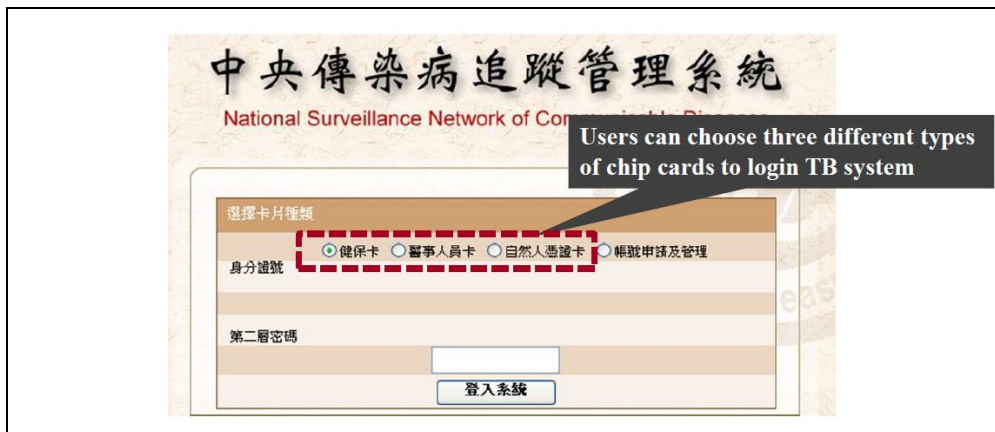 中央傳染病追蹤管理系統
National Surveillance Network of
Users can choose three different types
of chip cards to login TB system
選擇卡片種類
健保卡 醫事人員卡 自然人憑證卡 帳號申請及管理
身分證號
第二層密碼
登入系統